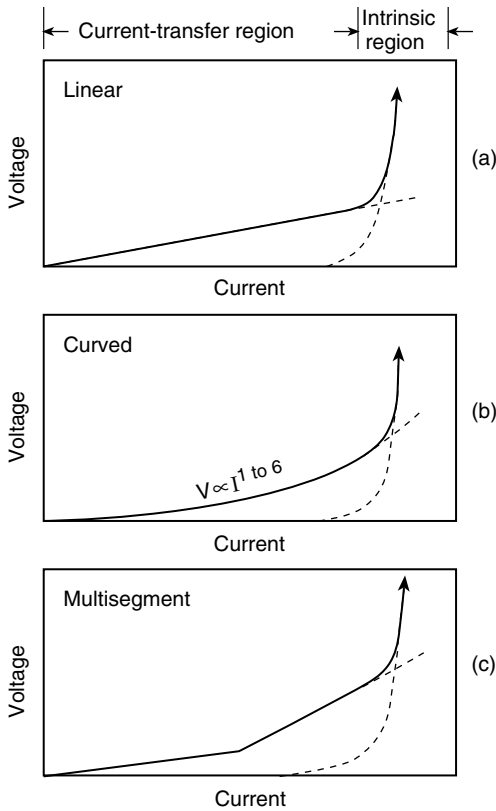 Current-transfer region
Intrinsic
region
Linear
Voltage
(a)
Current
Curved
V∝I^1 to 6
Voltage
(b)
Current
Multisegment
Voltage
(c)
Current